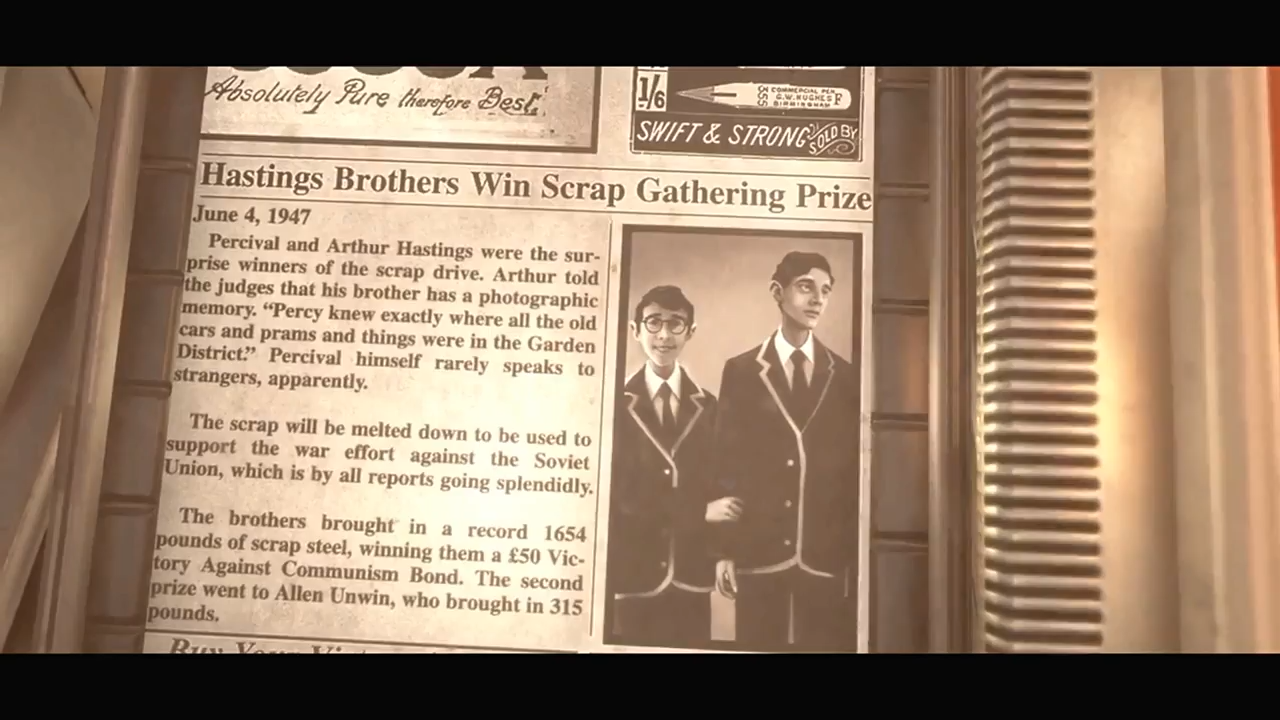 Absolutely Pure therefore Best!
1/6
COMMERCIAL PEN
G.W.HUGHES F
BIRMINGHAM
355
SWIFT & STRONG
SOLD BY
Hastings Brothers Win Scrap Gathering Prize
June 4, 1947
Percival and Arthur Hastings were the sur-
prise winners of the scrap drive. Arthur told
the judges that his brother has a photographic
memory. “Percy knew exactly where all the old
cars and prams and things were in the Garden
District.” Percival himself rarely speaks to
strangers, apparently.
The scrap will be melted down to be used to
support the war effort against the Soviet
Union, which is by all reports going splendidly.
The brothers brought in a record 1654
pounds of scrap steel, winning them a £50 Vic-
tory Against Communism Bond. The second
prize went to Allen Unwin, who brought in 315
pounds.
Buy Your